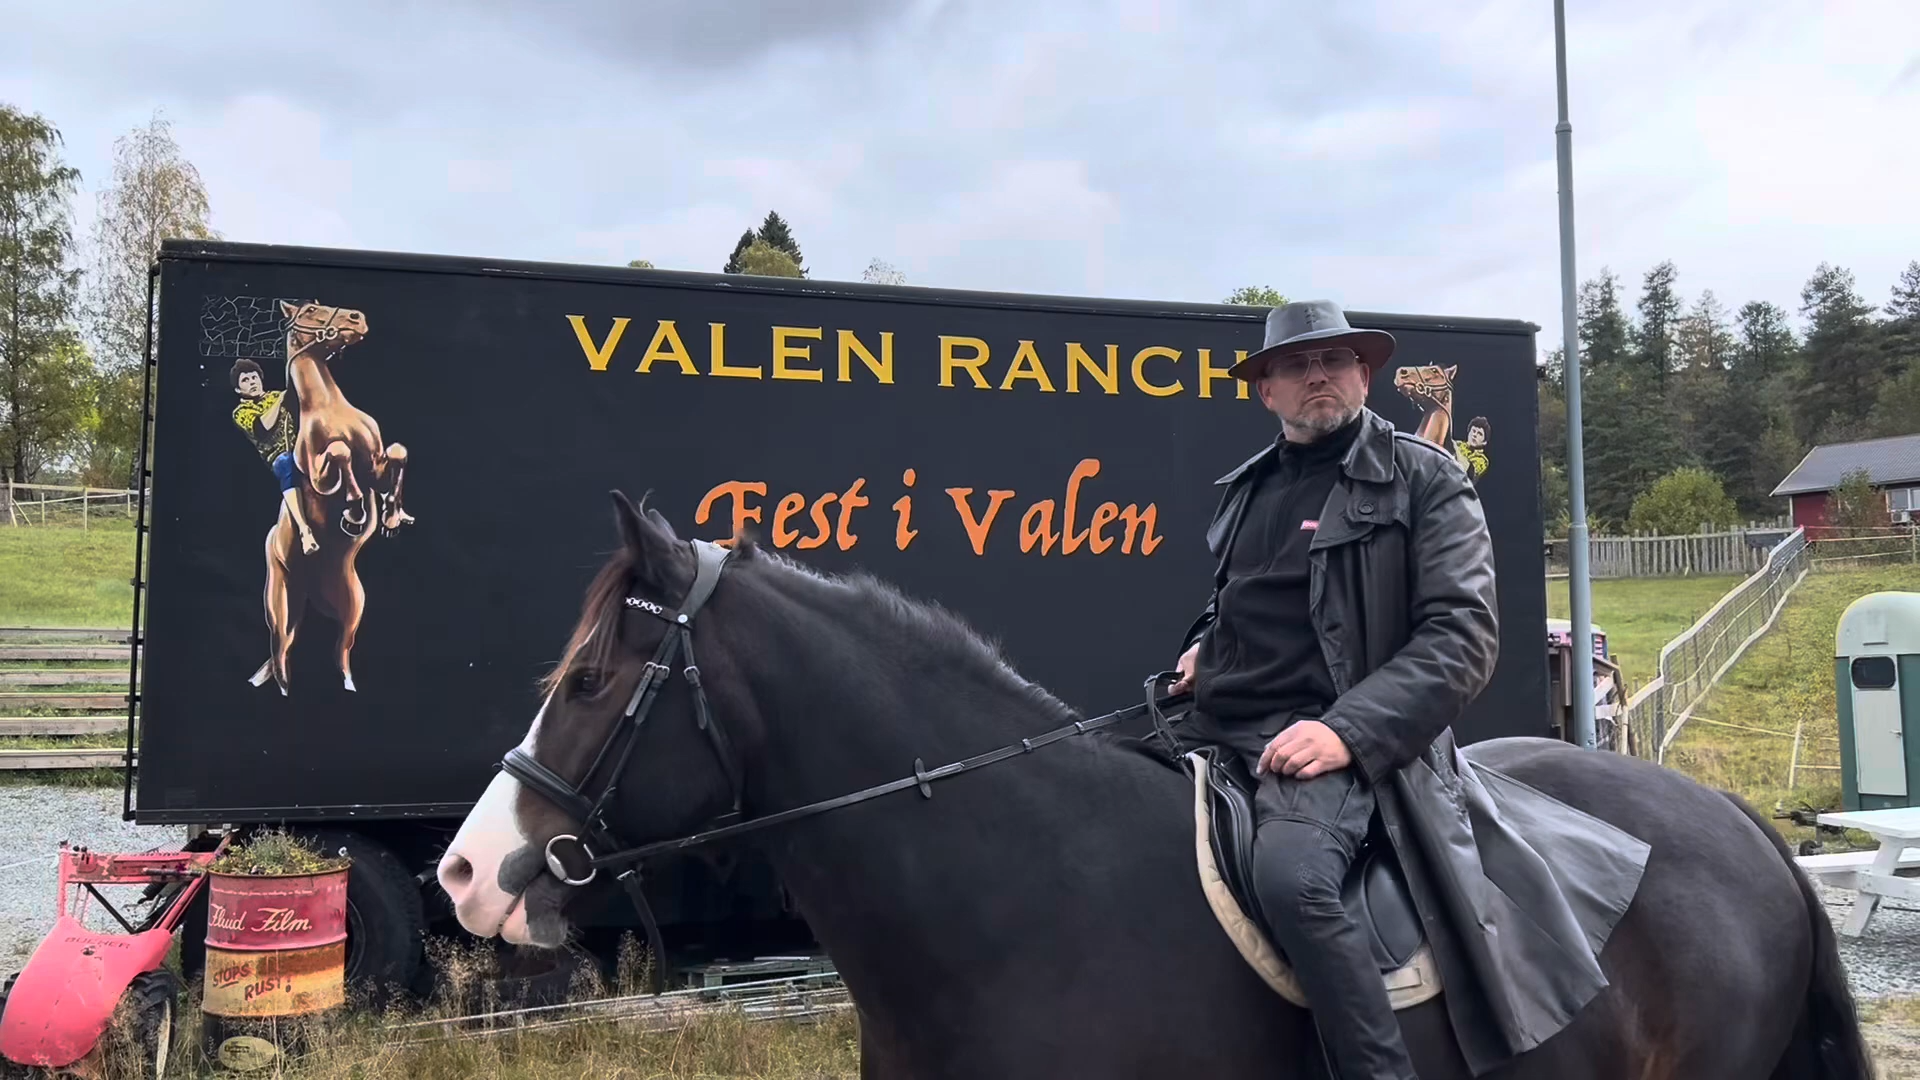 VALEN RANCH
Fest i Valen
Fluid Film.
STOPS
RUST!